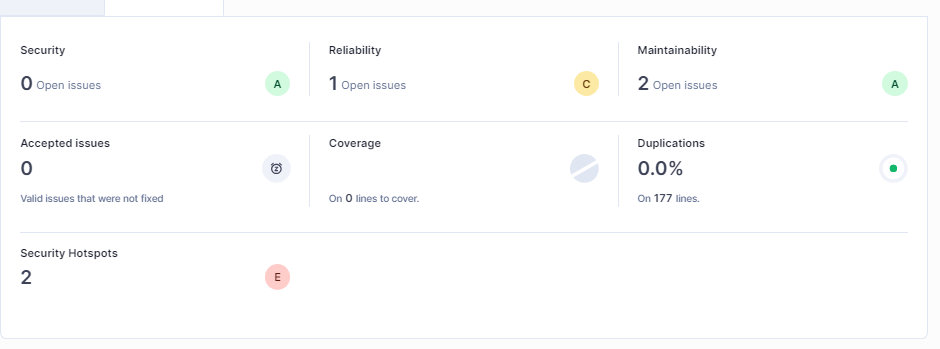 Security
0 Open issues
A
Reliability
1 Open issues
C
Maintainability
2 Open issues
A
Accepted issues
0
Valid issues that were not fixed
Coverage
On 0 lines to cover.
Duplications
0.0%
On 177 lines.
Security Hotspots
2
E